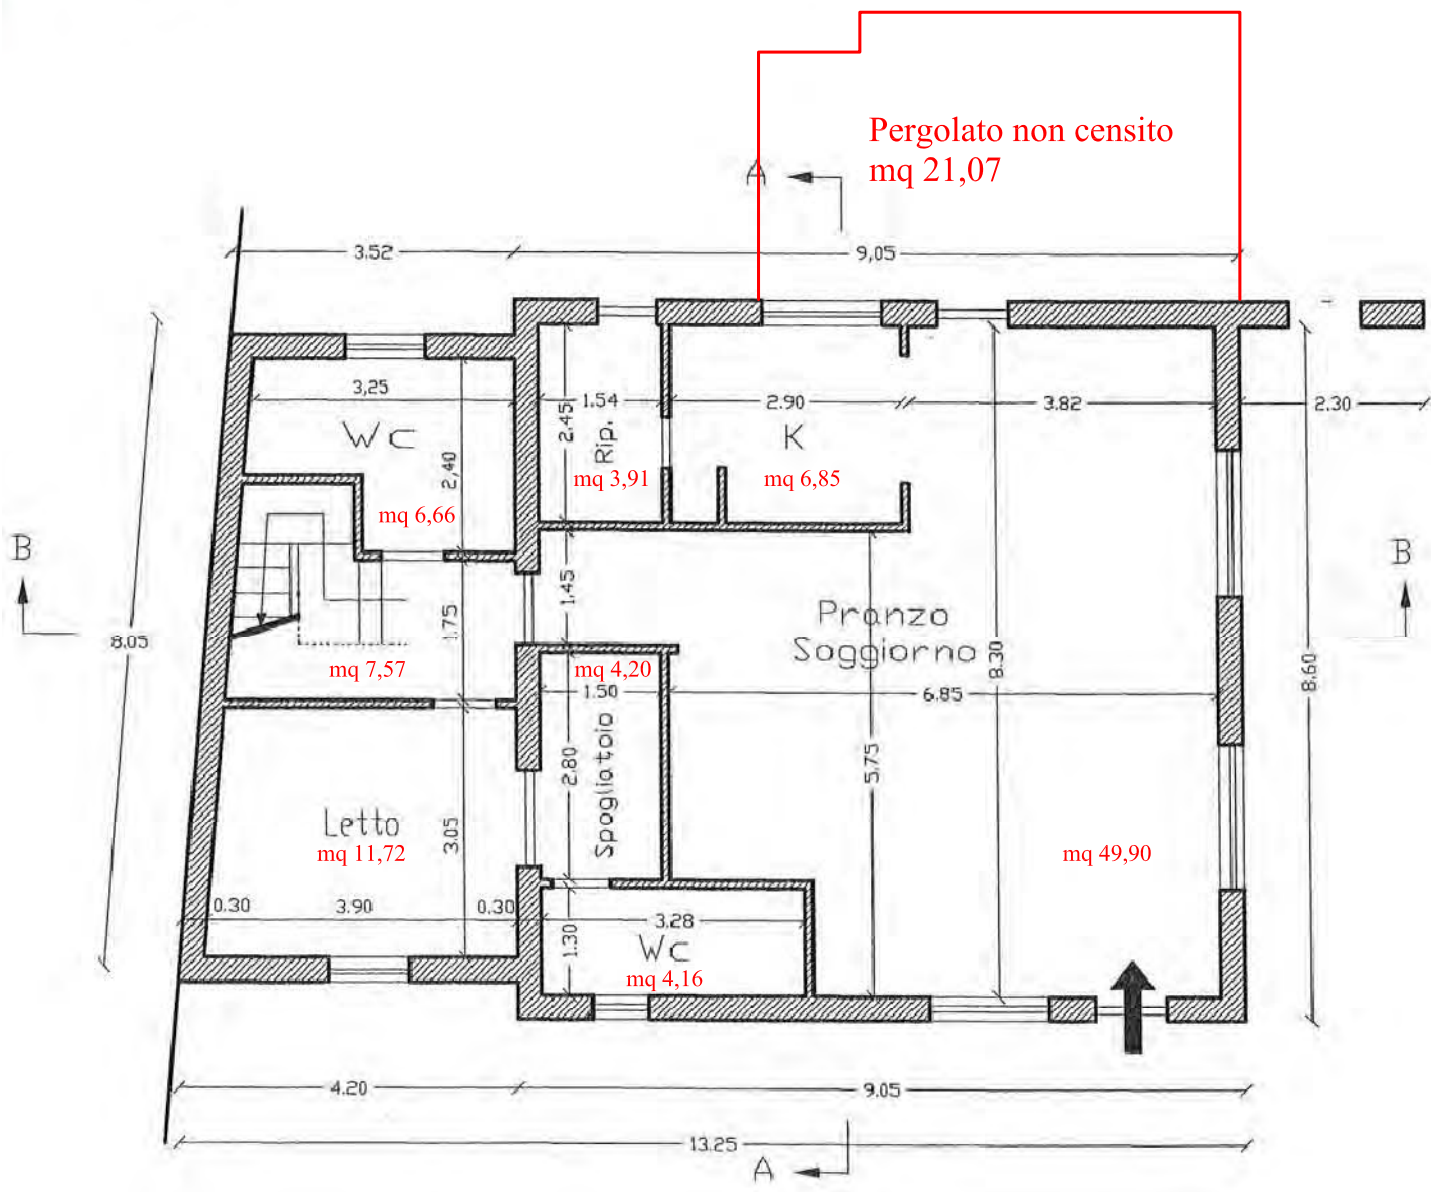 Pergolato non censito
mq 21,07
A
3.52
9,05
3,25
1.54
2.90
3.82
2.30
Wc
2.45
Rip.
K
2,40
mq 3,91
mq 6,85
mq 6,66
B
B
1.45
Pranzo
Soggiorno
8.05
1.75
mq 7,57
mq 4,20
8.30
8.60
1.50
6.85
Spogliatoio
2.80
5.75
Letto
mq 11,72
3.05
mq 49,90
0.30
3.90
0.30
3.28
1.30
Wc
mq 4,16
4.20
9.05
13.25
A